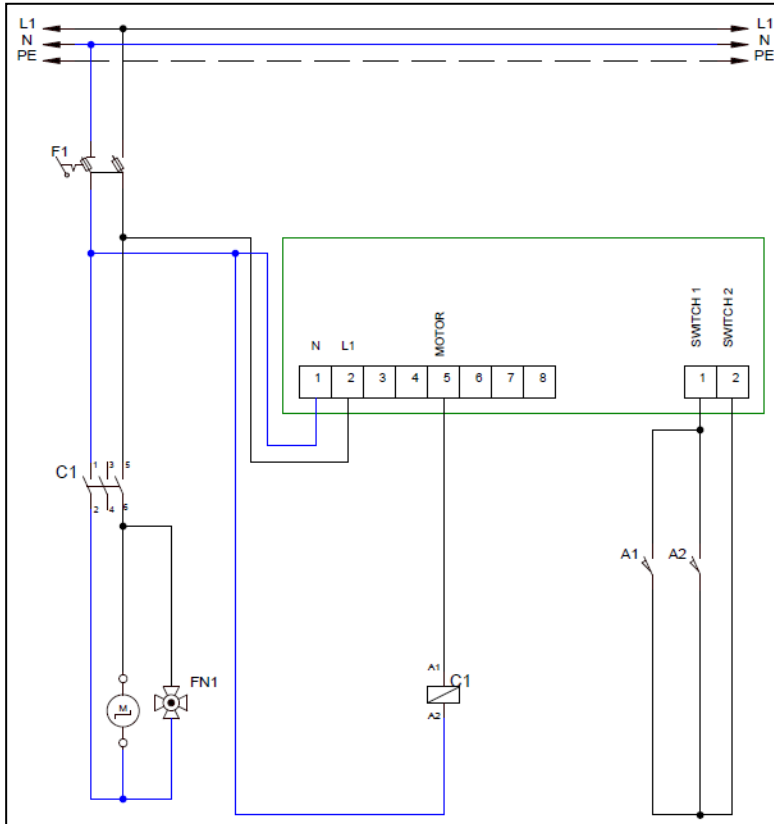 L1 L1
N N
PE PE
F1
SWITCH 1 SWITCH 2
MOTOR
N L1
1 2 3 4 5 6 7 8 1 2
C1 1 3 5
2 4 6
A1 A2
A1
C1
FN1
M
A2